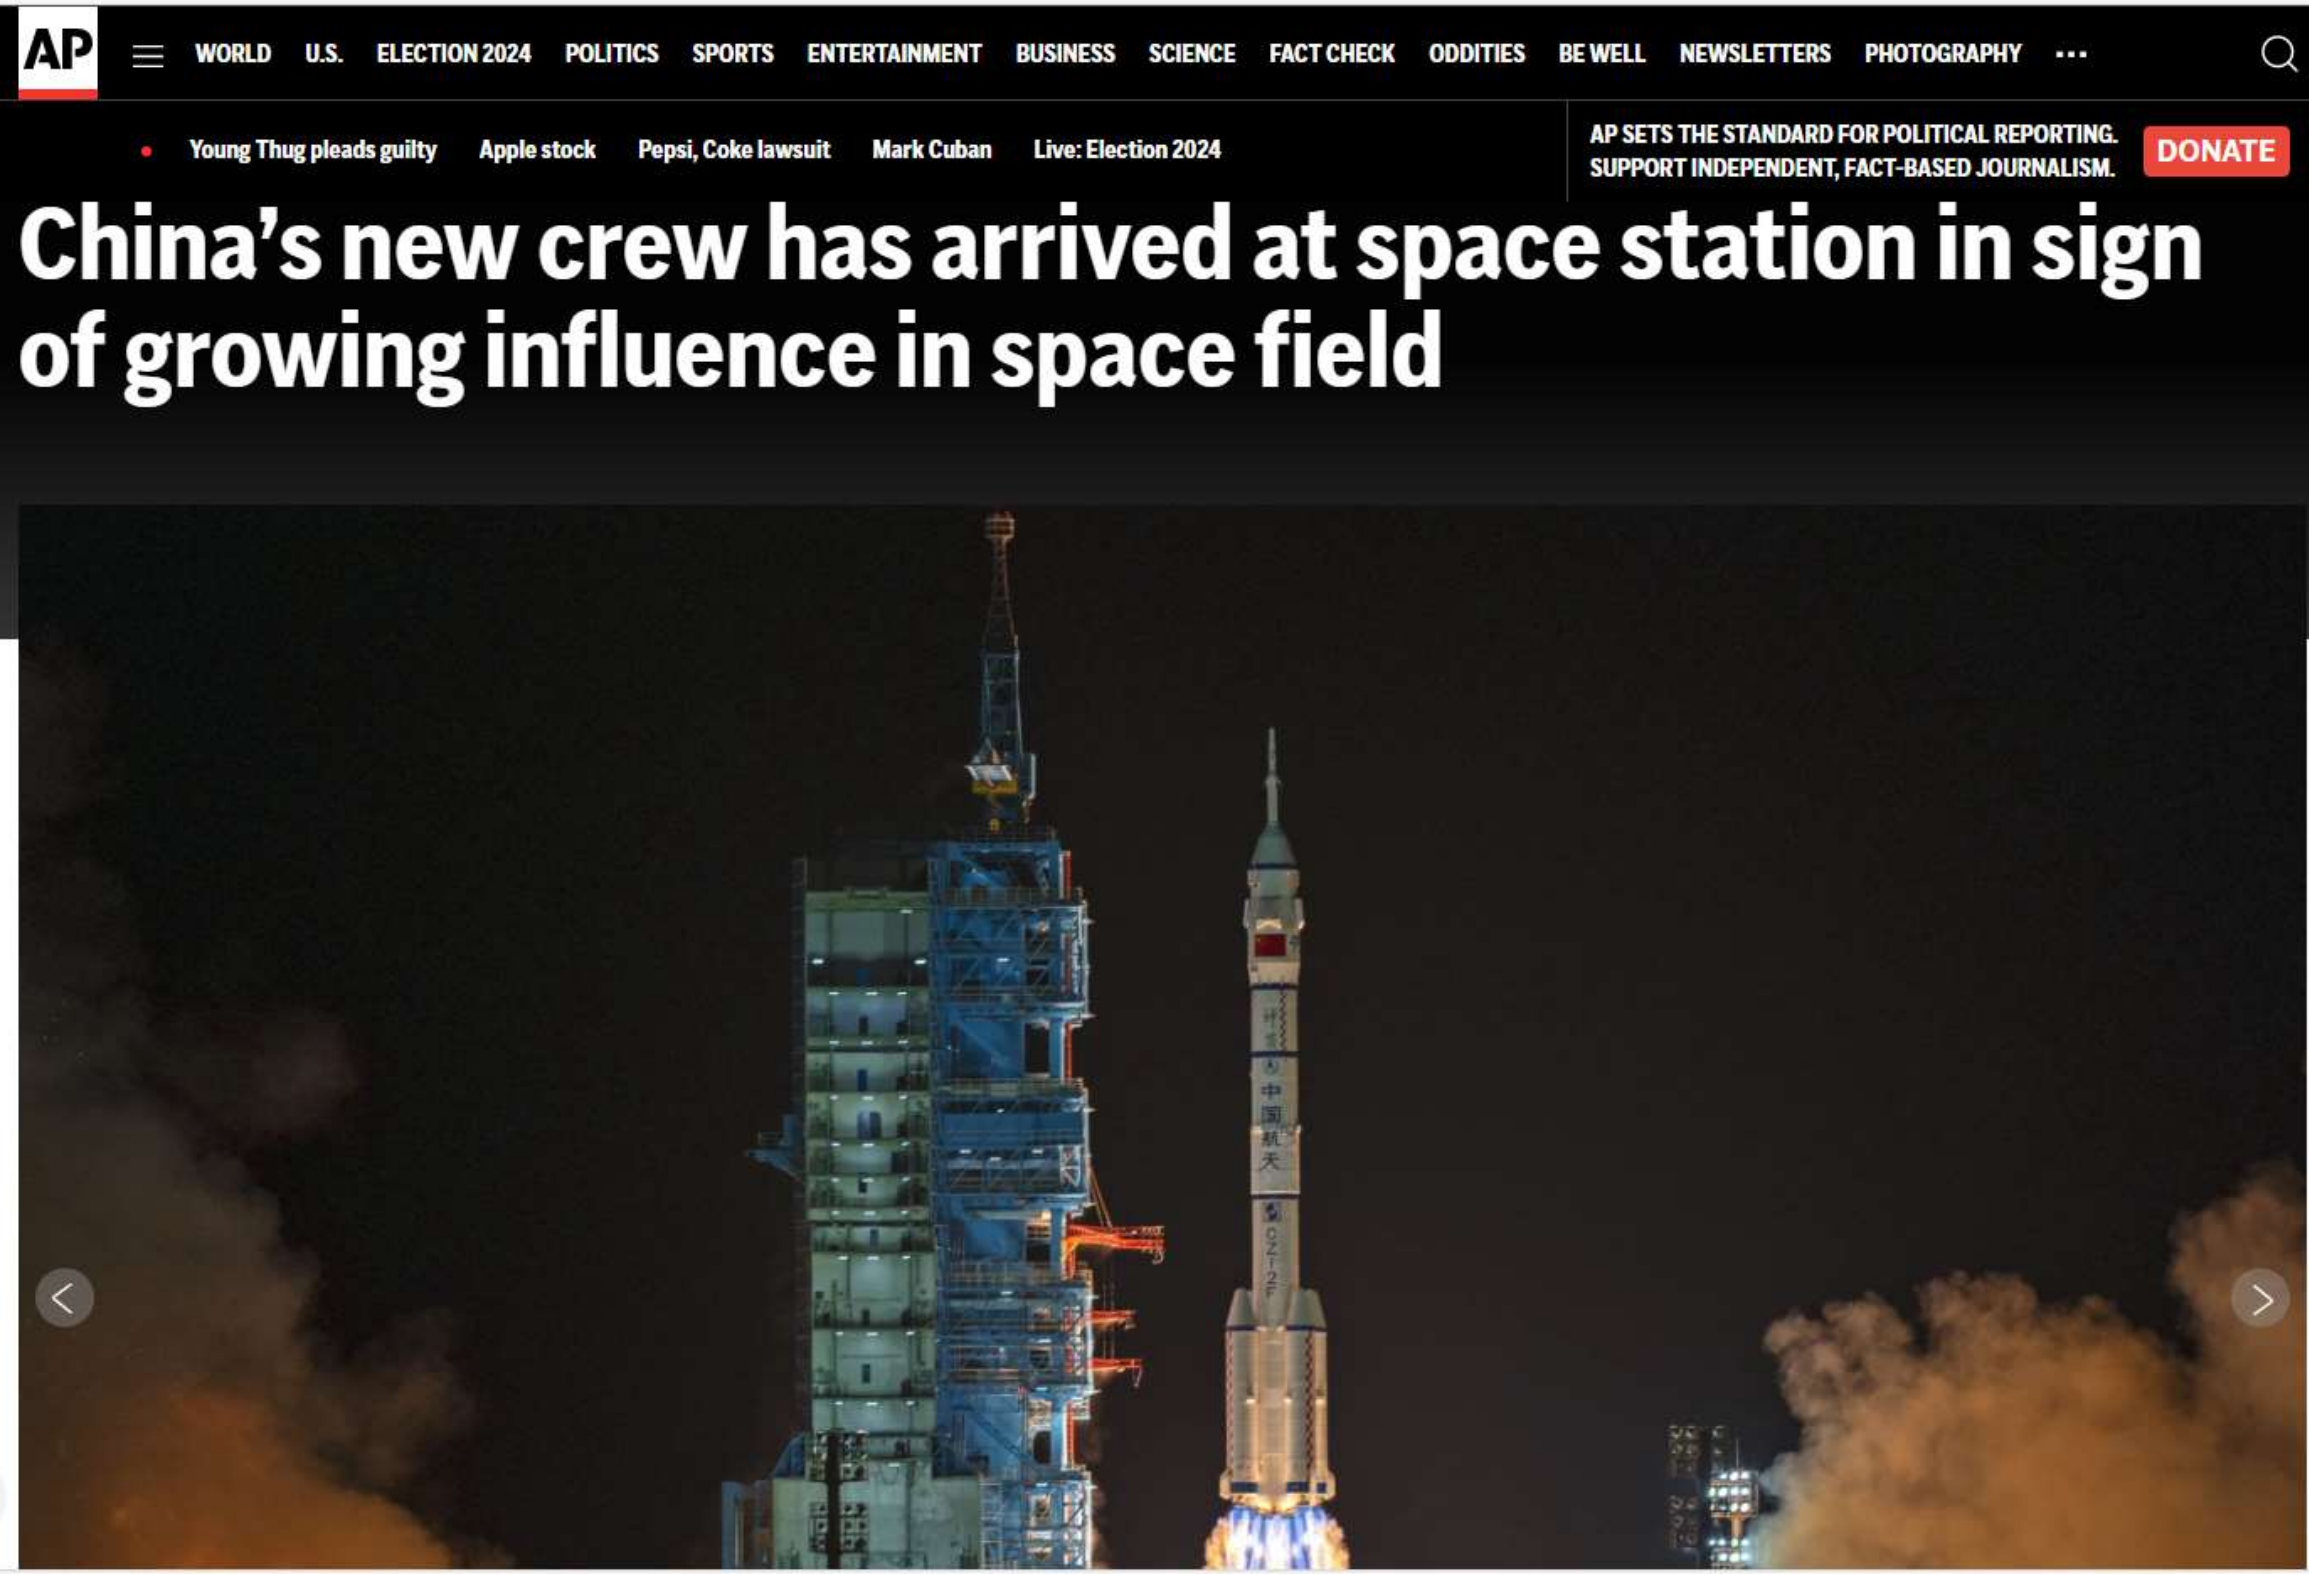 AP
WORLD U.S. ELECTION 2024 POLITICS SPORTS ENTERTAINMENT BUSINESS SCIENCE FACT CHECK ODDITIES BE WELL NEWSLETTERS PHOTOGRAPHY ...
Young Thug pleads guilty Apple stock Pepsi, Coke lawsuit Mark Cuban Live: Election 2024
AP SETS THE STANDARD FOR POLITICAL REPORTING.
SUPPORT INDEPENDENT, FACT-BASED JOURNALISM.
DONATE
China's new crew has arrived at space station in sign
of growing influence in space field
中国航天
CZ-2F